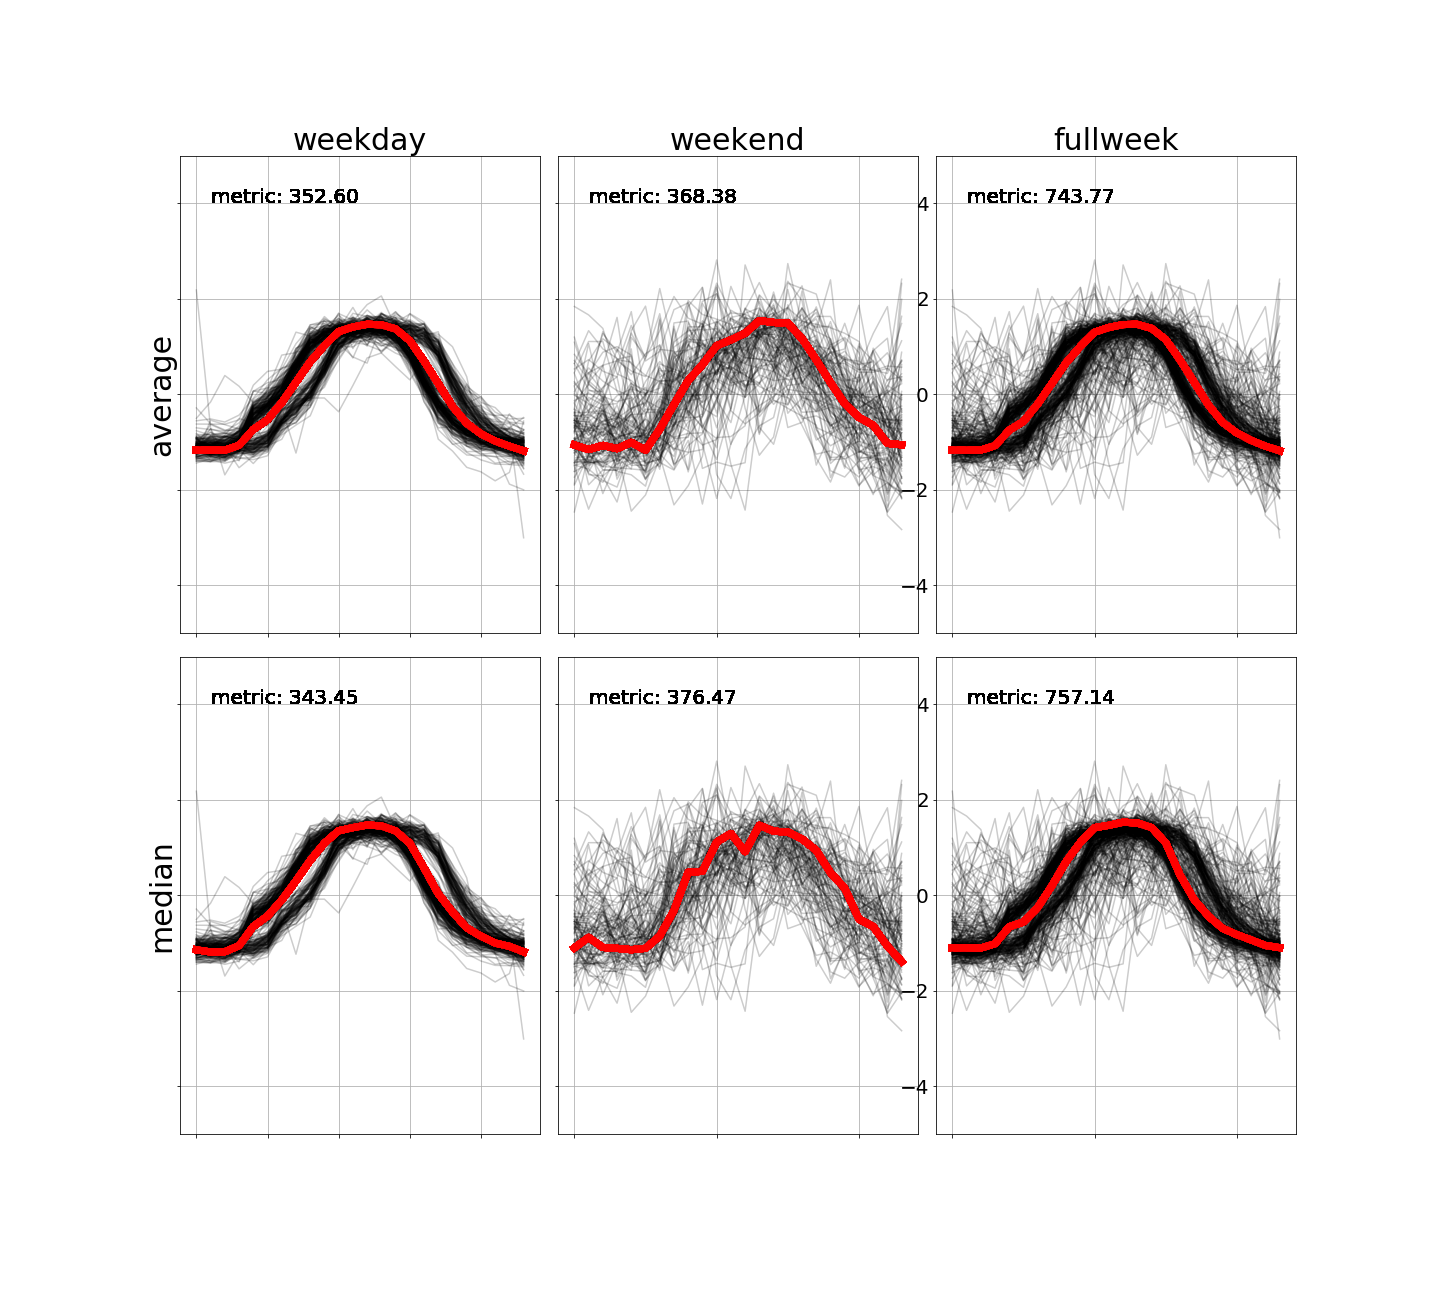 weekday weekend fullweek
metric: 352.60 metric: 368.38 metric: 743.77
4
2
0
−2
−4
average
metric: 343.45 metric: 376.47 metric: 757.14
4
2
0
−2
−4
median